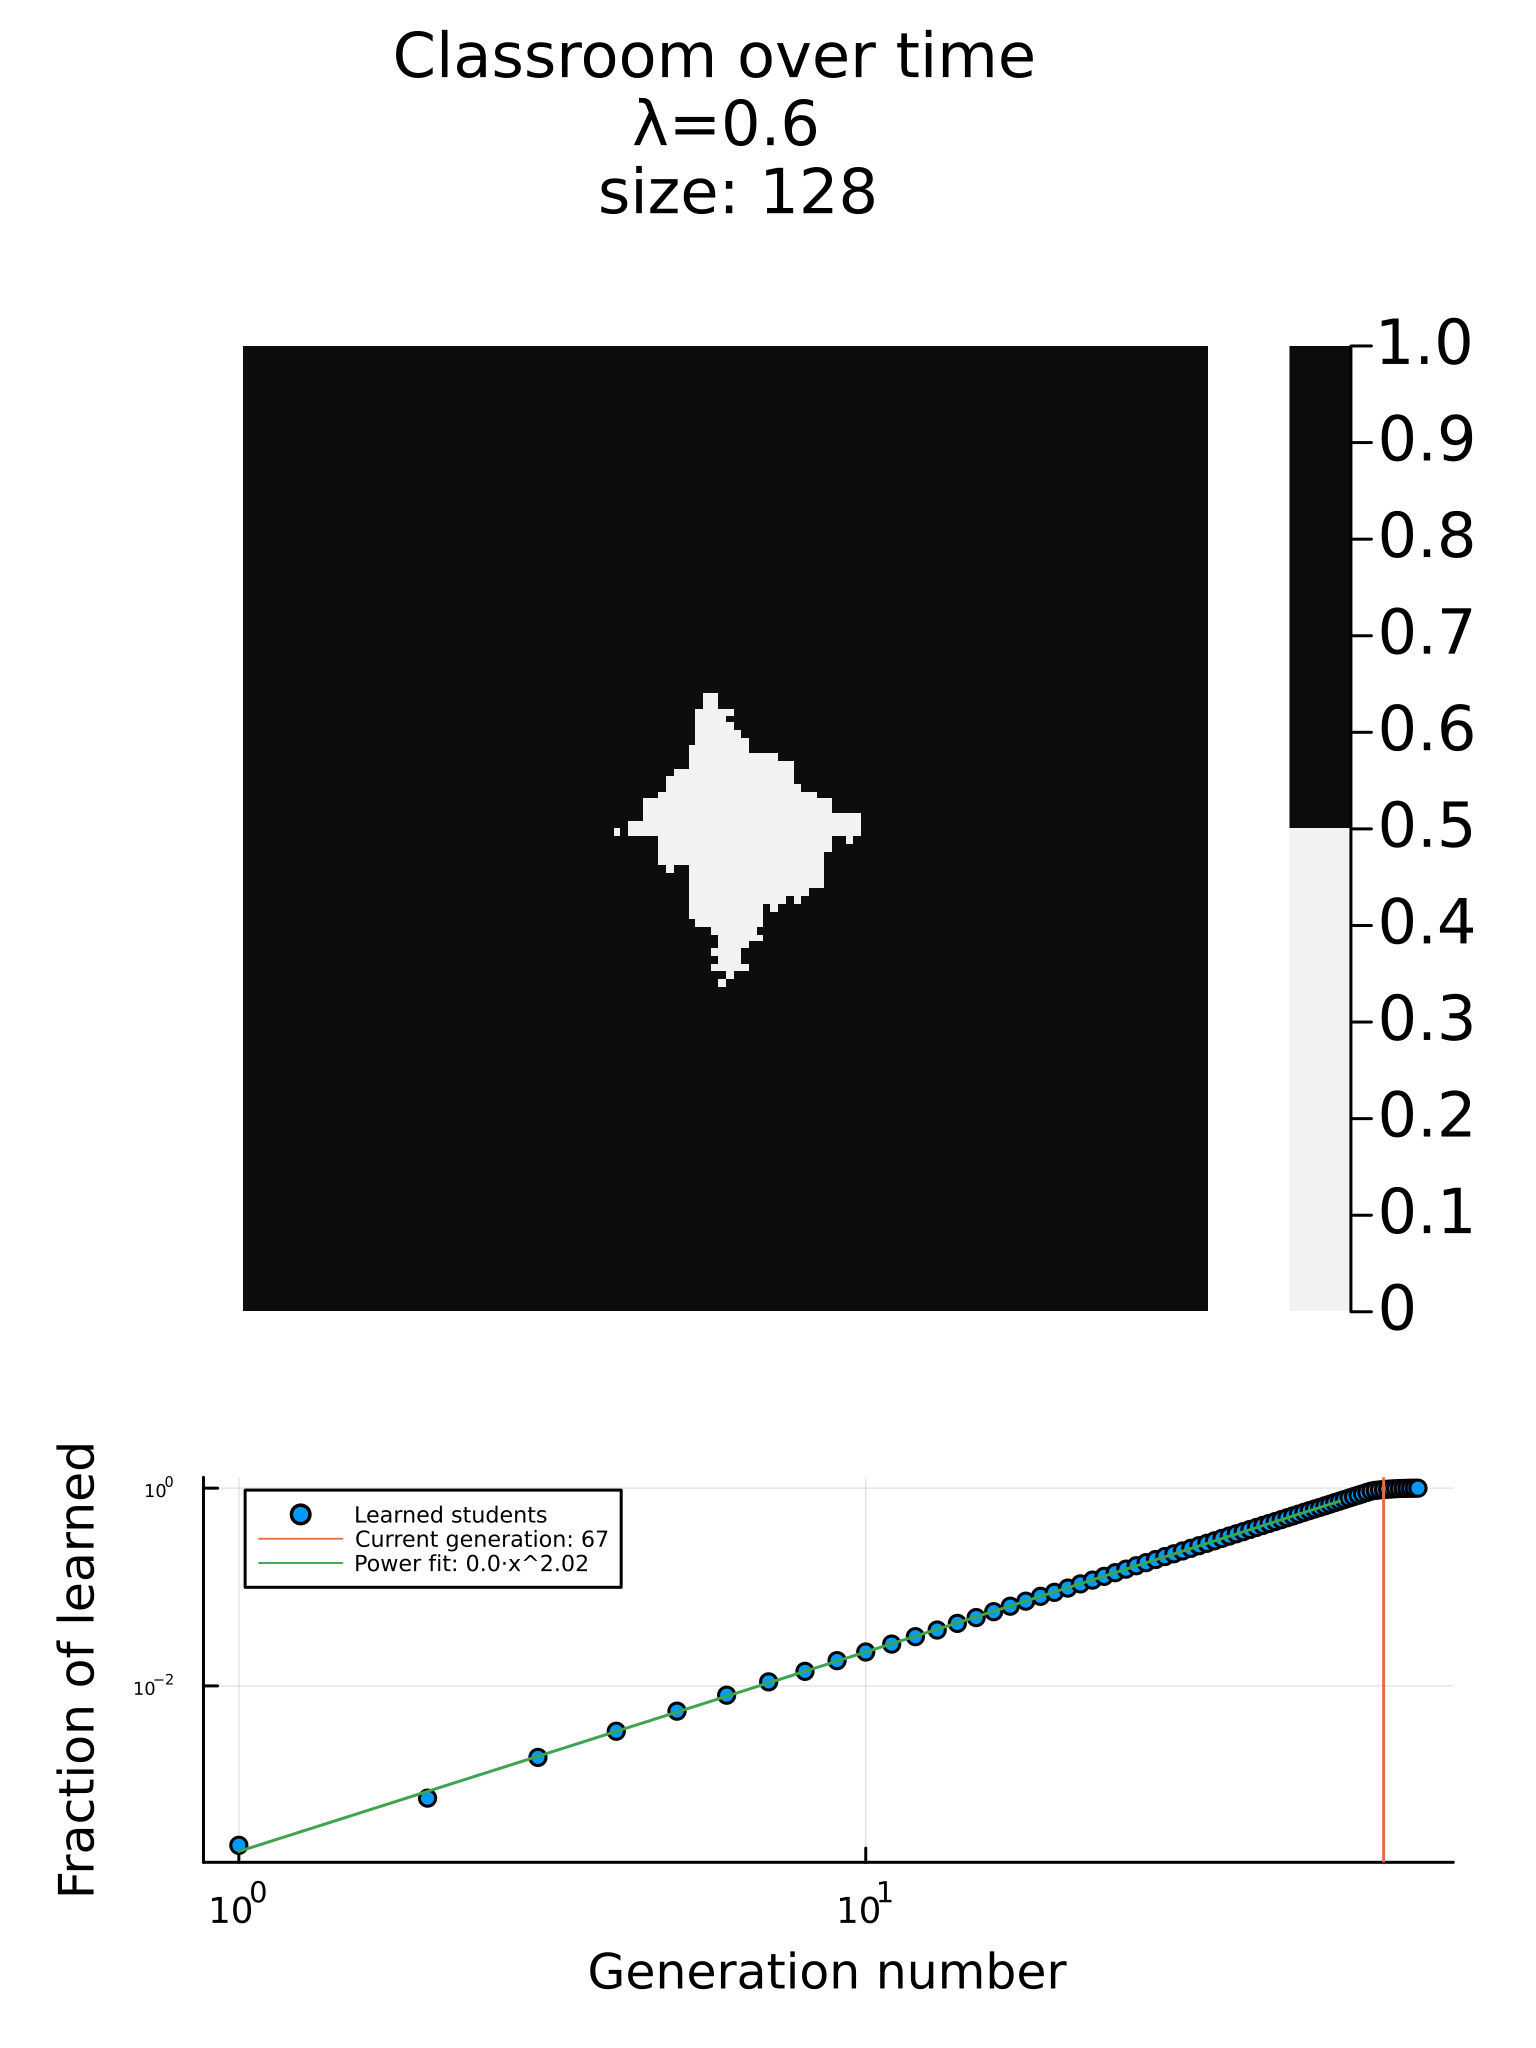 Classroom over time
λ=0.6
size: 128
1.0
0.9
0.8
0.7
0.6
0.5
0.4
0.3
0.2
0.1
0
Fraction of learned
10^0
10^−2
Learned students
Current generation: 67
Power fit: 0.0·x^2.02
10^0
10^1
Generation number